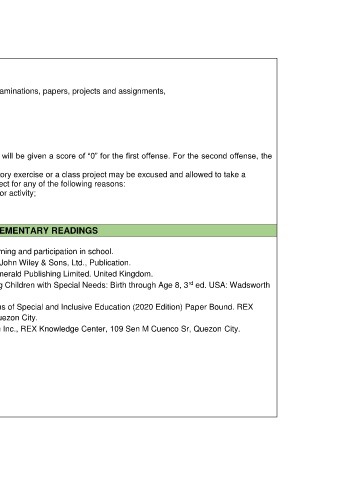 aminations, papers, projects and assignments,
will be given a score of “0” for the first offense. For the second offense, the
ory exercise or a class project may be excused and allowed to take a
ect for any of the following reasons:
or activity;
EMENTARY READINGS
ning and participation in school.
John Wiley & Sons, Ltd., Publication.
merald Publishing Limited. United Kingdom.
g Children with Special Needs: Birth through Age 8, 3rd ed. USA: Wadsworth
s of Special and Inclusive Education (2020 Edition) Paper Bound. REX
uezon City.
Inc., REX Knowledge Center, 109 Sen M Cuenco Sr, Quezon City.